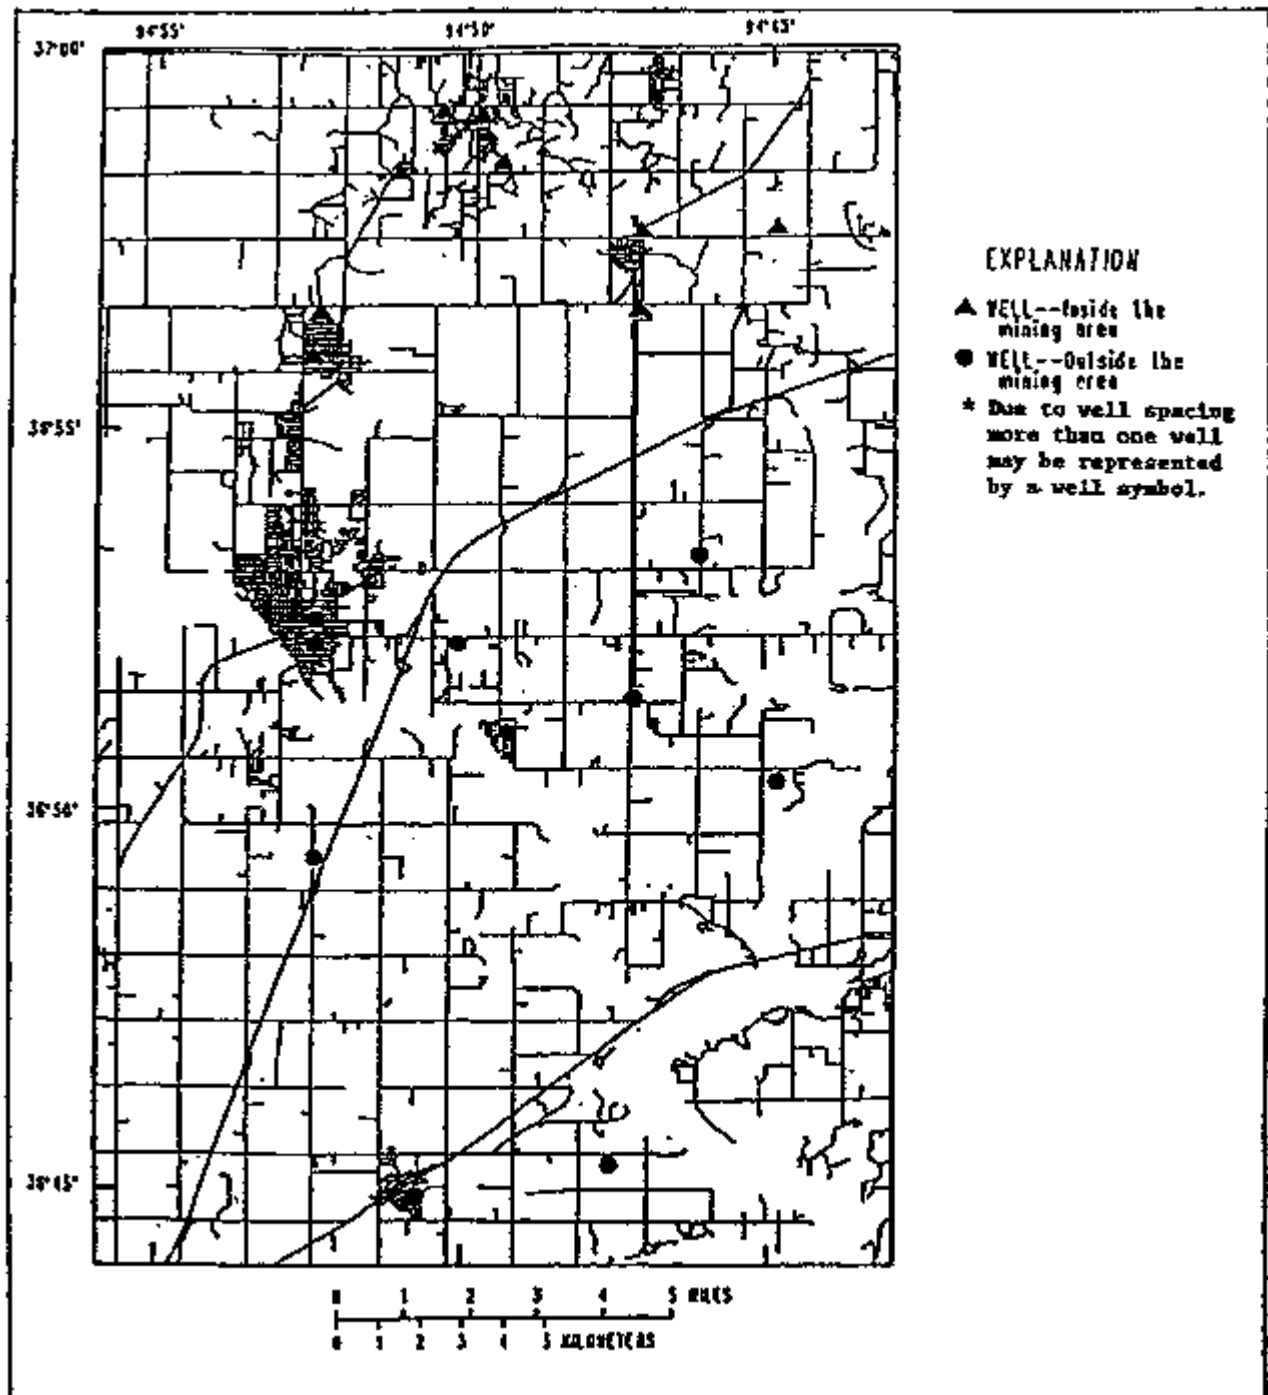 94°55' 94°50' 94°45'
37°00'
EXPLANATION
WELL--Inside the
mining area
WELL--Outside the
mining area
* Due to well spacing
more than one well
may be represented
by a well symbol.
36°55'
36°50'
36°45'
0 1 2 3 4 5 MILES
0 1 2 3 4 5 KILOMETERS